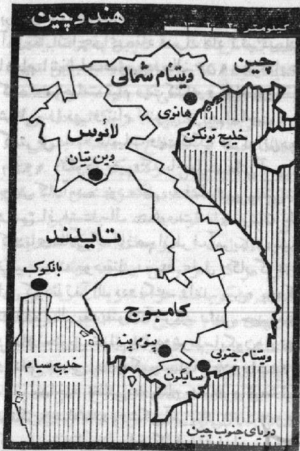 هندوچین
کیلومتر
چین
ویتنام شمالی
هانوی
لائوس
خلیج تونکن
وین تیان
تایلند
بانکوک
کامبوج
پنوم پنه
ویتنام جنوبی
سایگون
خلیج سیام
دریای جنوب چین